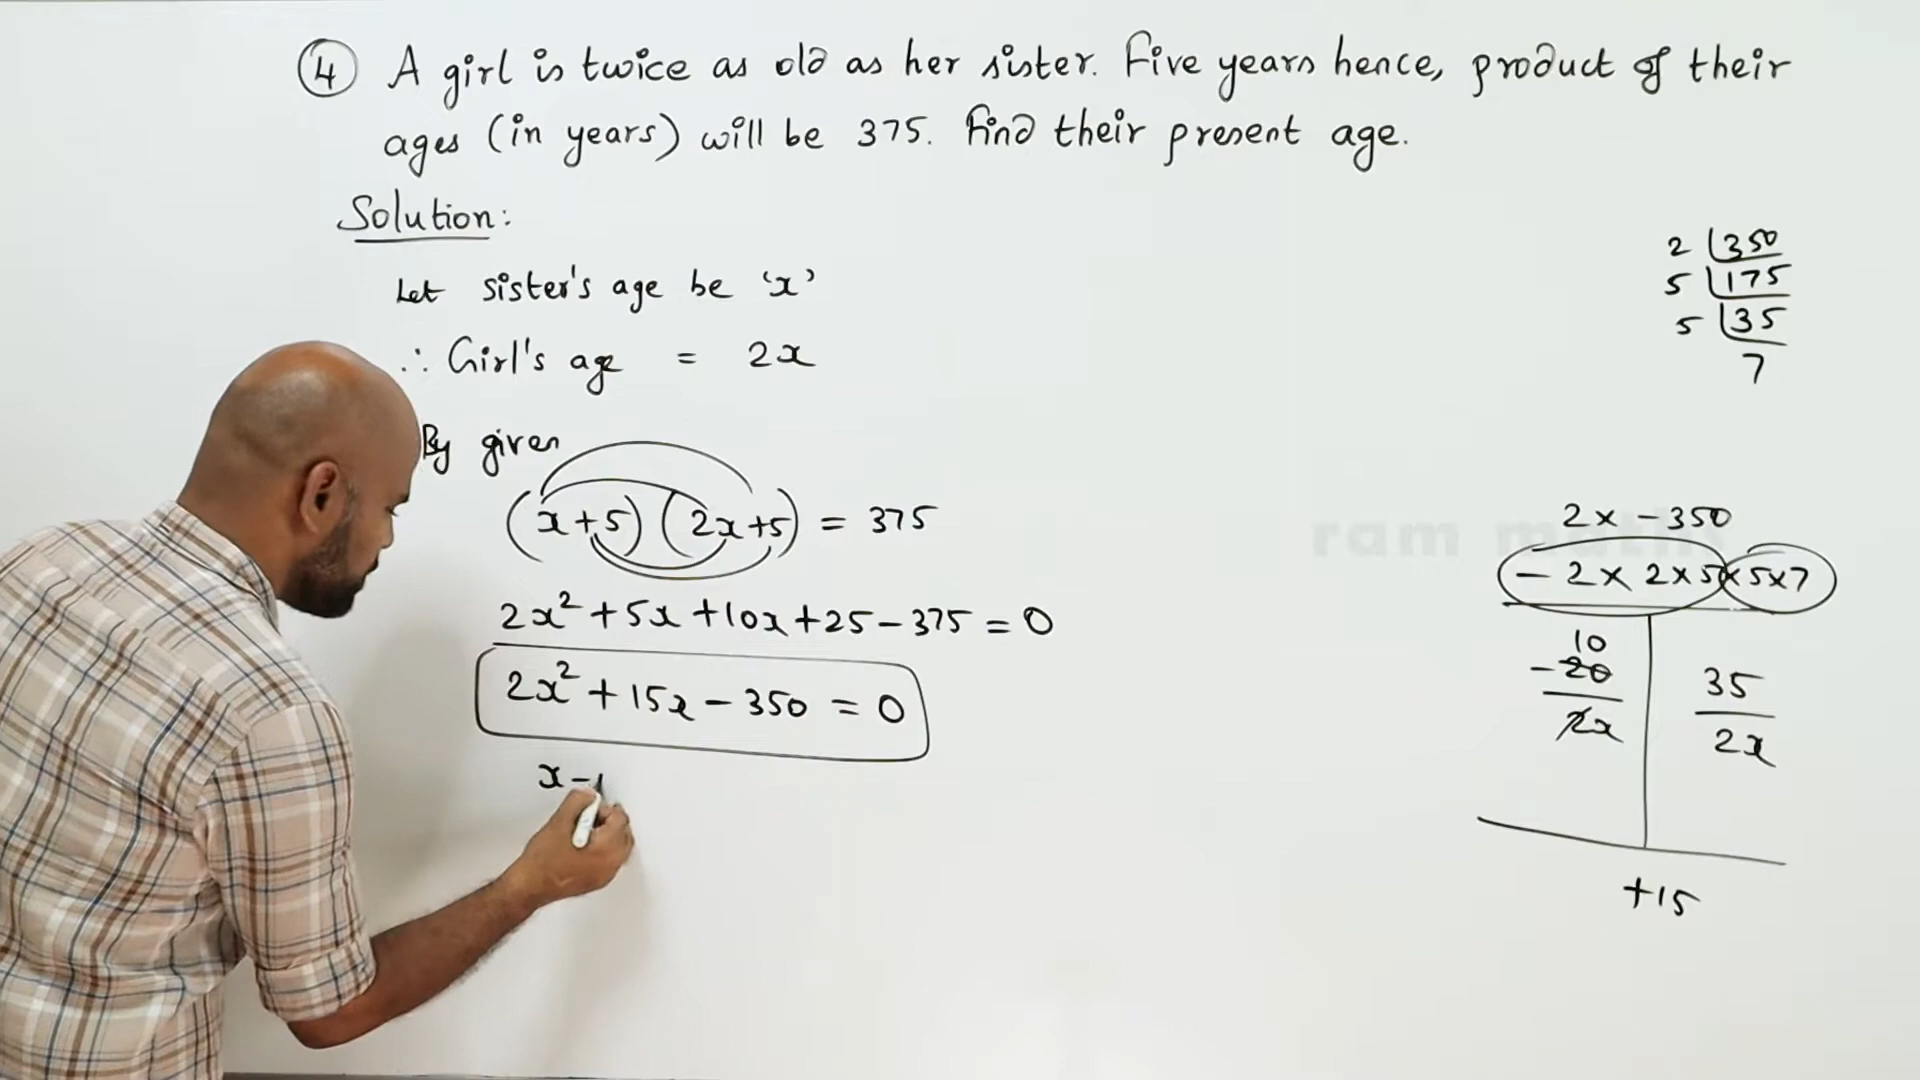 ④ A girl is twice as old as her sister. Five years hence, product of their
ages (in years) will be 375. Find their present age.
Solution:
Let sister's age be 'x'
∴ Girl's age = 2x
By given
(x+5) (2x+5) = 375
2x² + 5x + 10x + 25 - 375 = 0
2x² + 15x - 350 = 0
x -
2 | 350
5 | 175
5 | 35
7
ram maths
2 x - 350
- 2 x 2 x 5 x 5 x 7
10
-20 35
2x 2x
+15